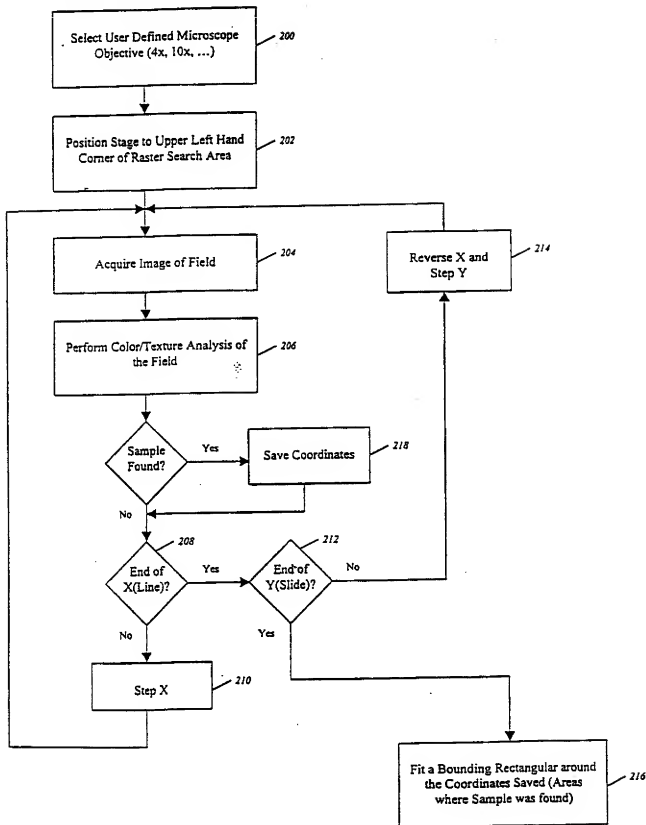 Select User Defined Microscope
Objective (4x, 10x, ...)
200
Position Stage to Upper Left Hand
Corner of Raster Search Area
202
Acquire Image of Field
204
Reverse X and
Step Y
214
Perform Color/Texture Analysis of
the Field
206
Sample
Found?
Yes
Save Coordinates
218
No
208
End of
X(Line)?
Yes
212
End of
Y(Slide)?
No
No
Yes
Step X
210
Fit a Bounding Rectangular around
the Coordinates Saved (Areas
where Sample was found)
216